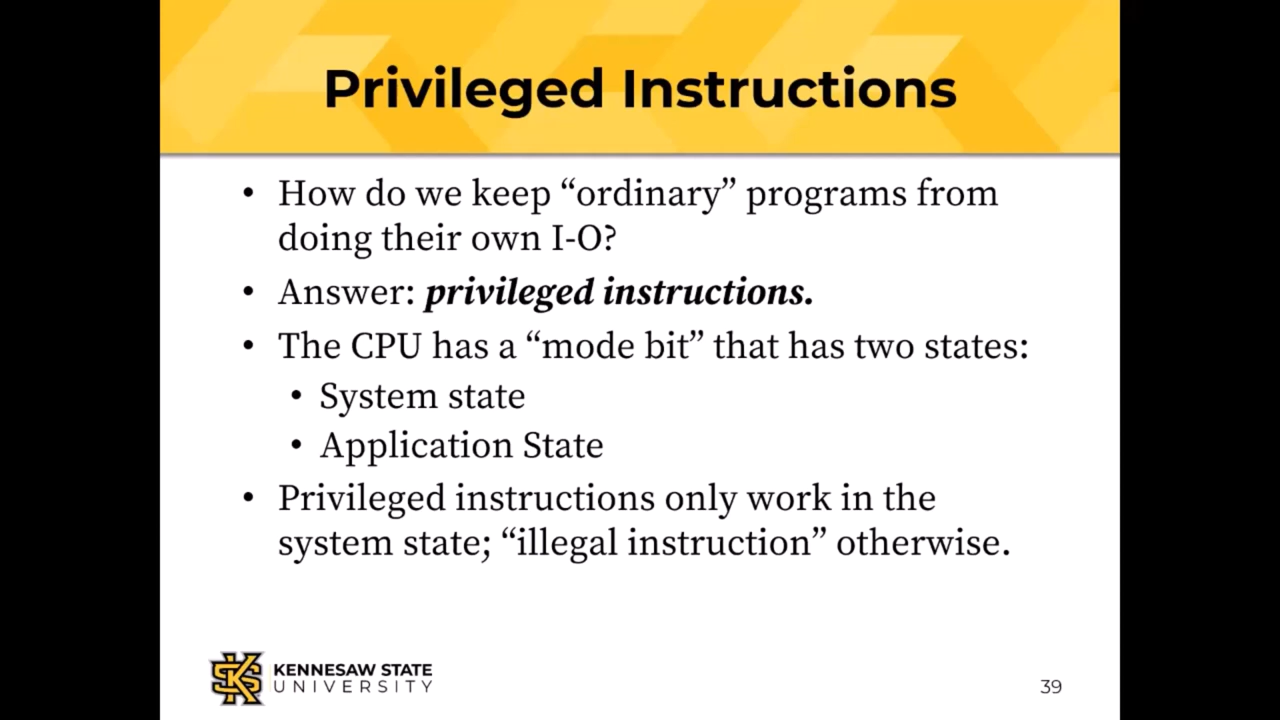 Privileged Instructions
• How do we keep “ordinary” programs from
doing their own I-O?
• Answer: privileged instructions.
• The CPU has a “mode bit” that has two states:
• System state
• Application State
• Privileged instructions only work in the
system state; “illegal instruction” otherwise.
KENNESAW STATE
UNIVERSITY
39